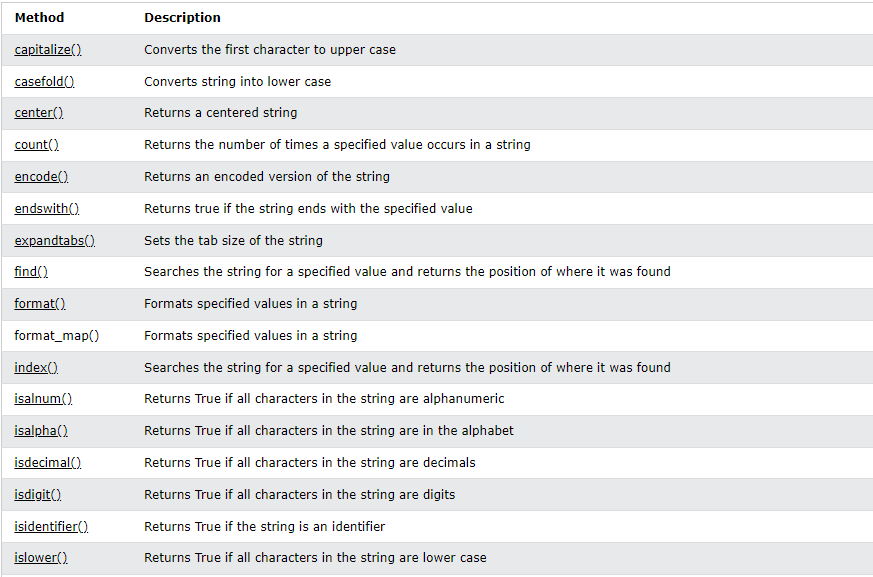 Method Description
capitalize() Converts the first character to upper case
casefold() Converts string into lower case
center() Returns a centered string
count() Returns the number of times a specified value occurs in a string
encode() Returns an encoded version of the string
endswith() Returns true if the string ends with the specified value
expandtabs() Sets the tab size of the string
find() Searches the string for a specified value and returns the position of where it was found
format() Formats specified values in a string
format_map() Formats specified values in a string
index() Searches the string for a specified value and returns the position of where it was found
isalnum() Returns True if all characters in the string are alphanumeric
isalpha() Returns True if all characters in the string are in the alphabet
isdecimal() Returns True if all characters in the string are decimals
isdigit() Returns True if all characters in the string are digits
isidentifier() Returns True if the string is an identifier
islower() Returns True if all characters in the string are lower case